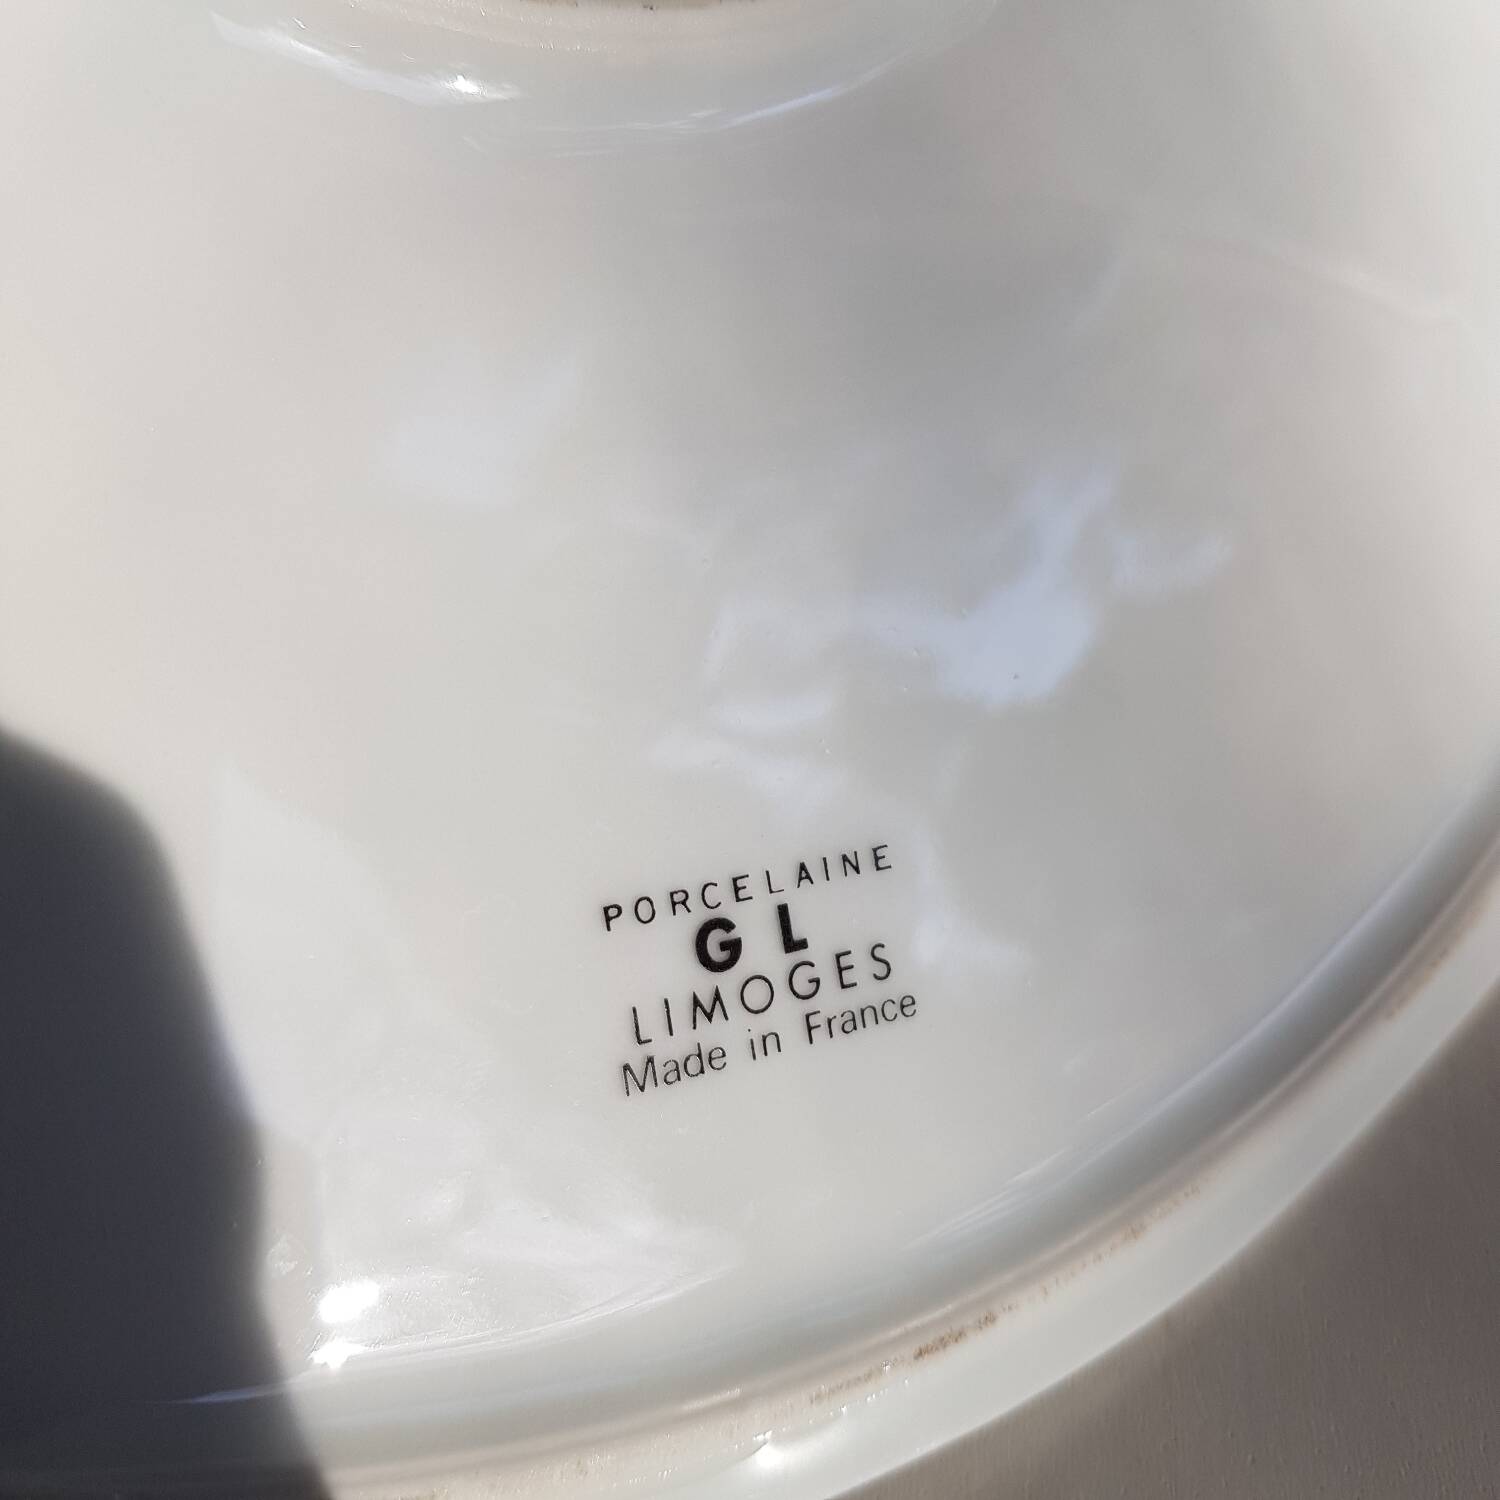 PORCELAINE
G L
LIMOGES
Made in France